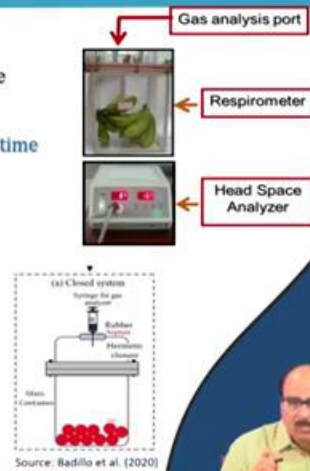 Gas analysis port
e
Respirometer
time
Head Space
Analyzer
(a) Closed system
Syringe for gas
analyzer
Rubber
septum
Hermetic
closure
Glass
Container
Source: Badillo et al. (2020)